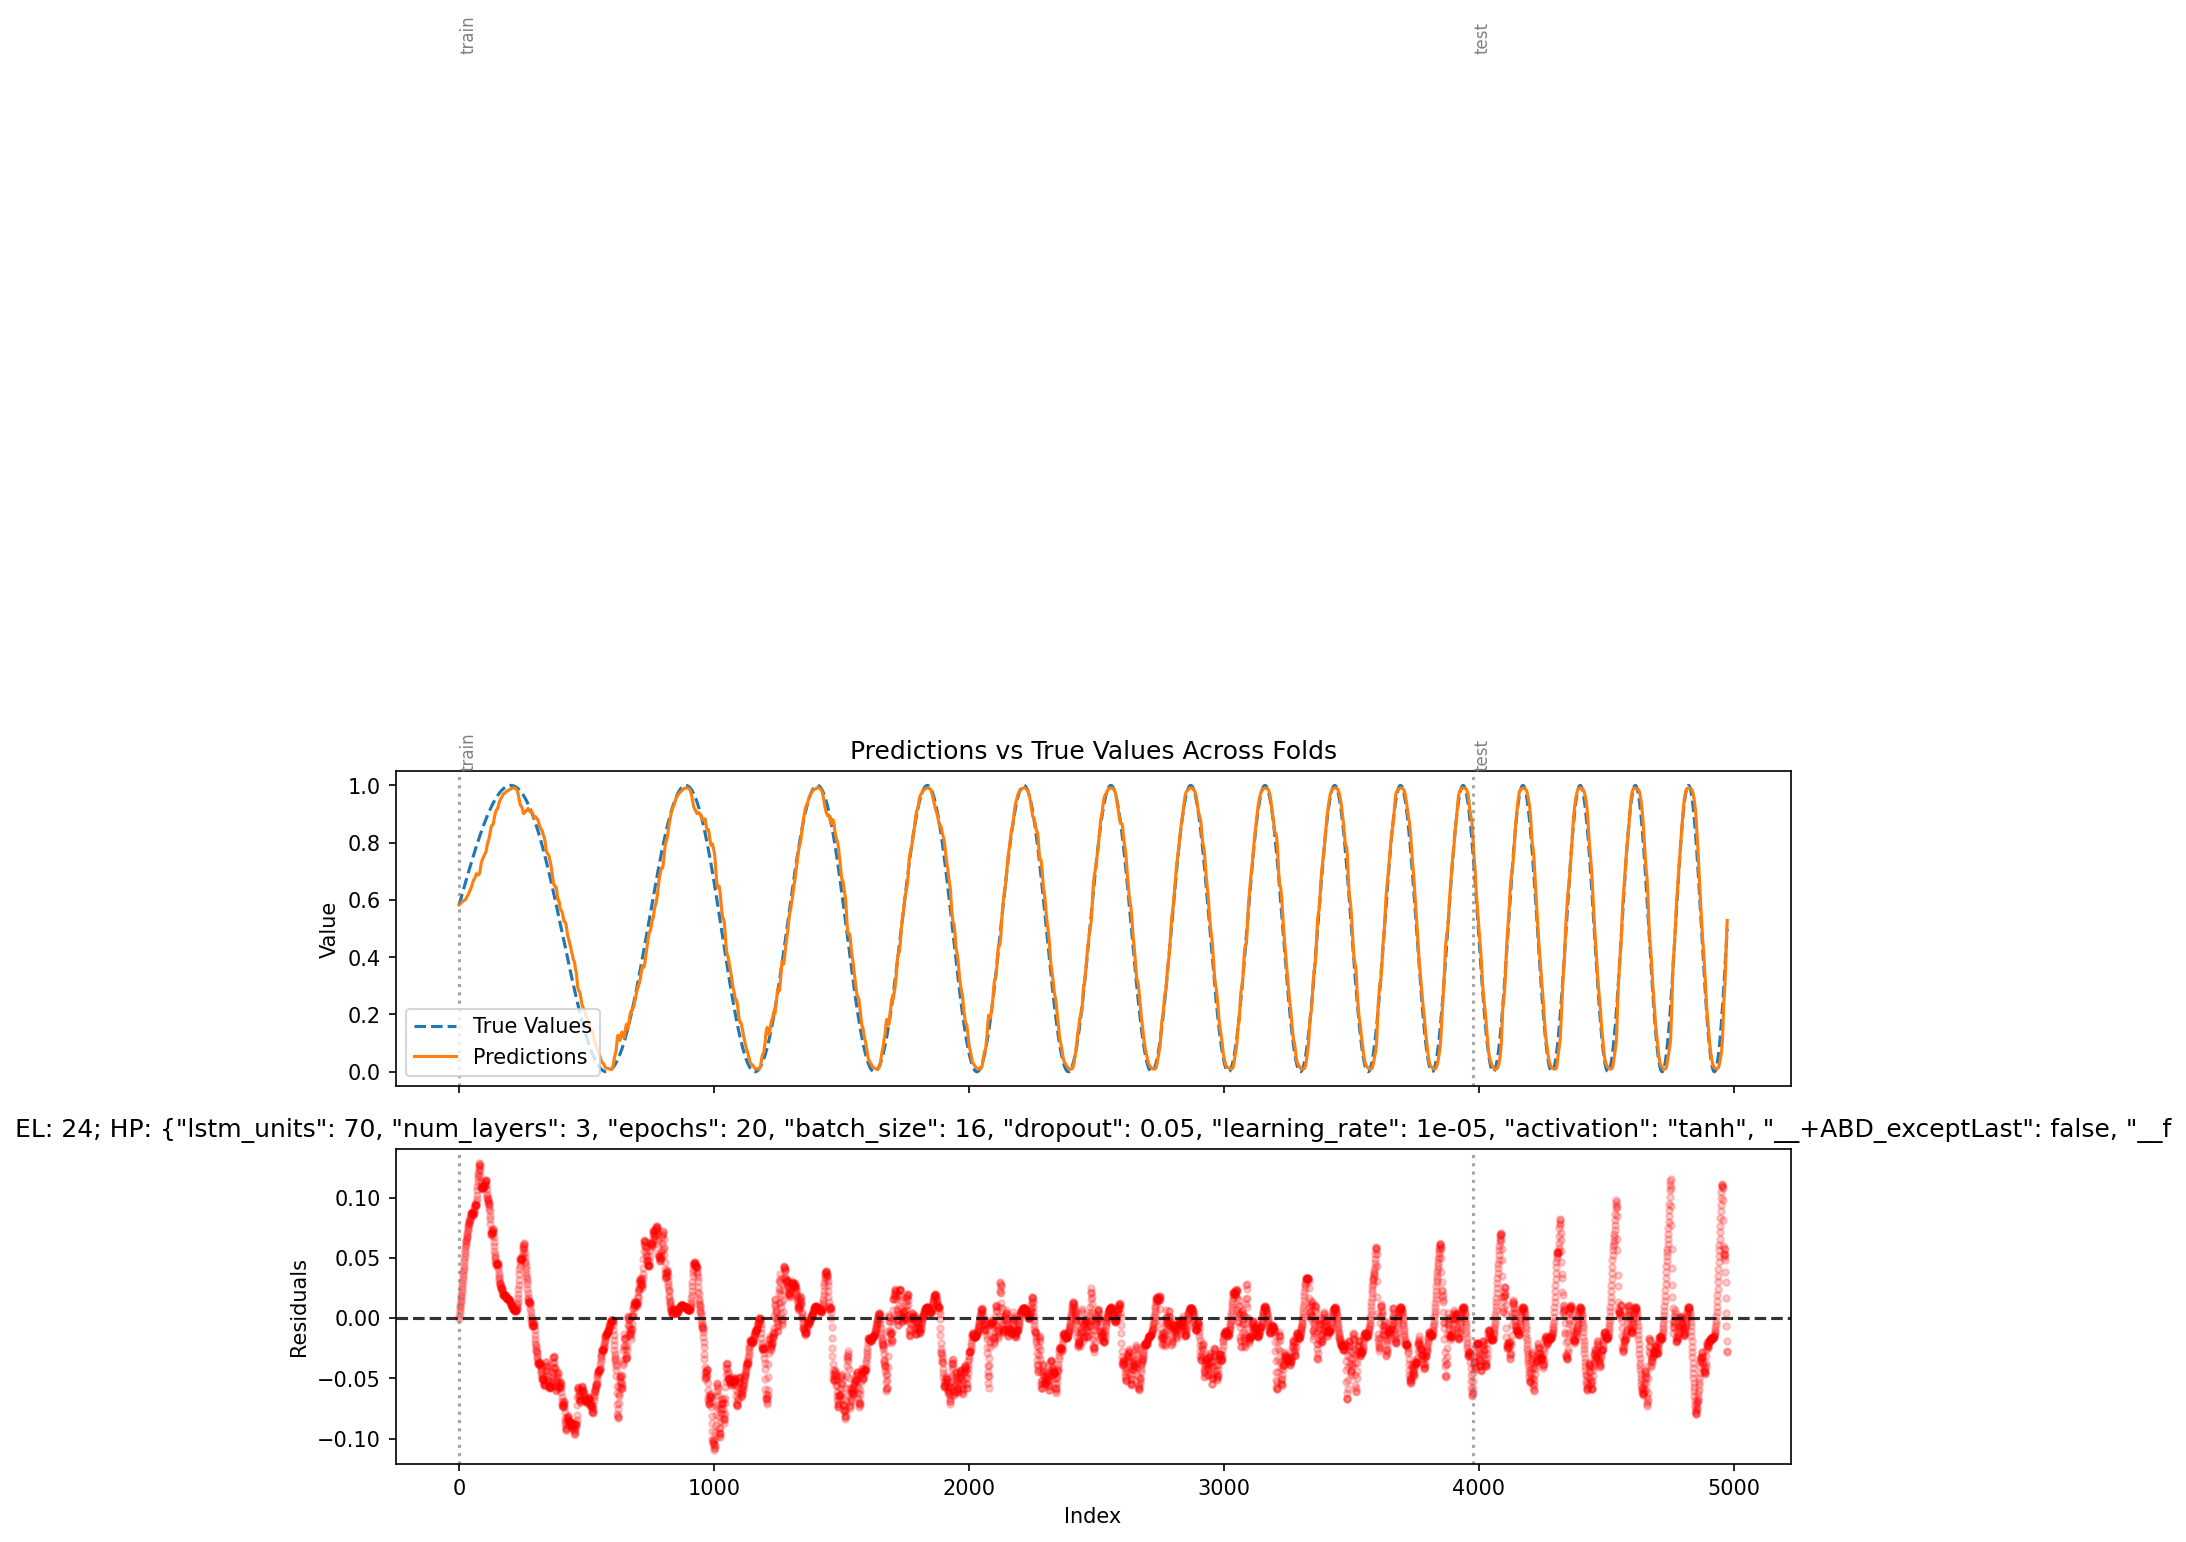 train
test
train
test
Predictions vs True Values Across Folds
1.0
0.8
0.6
0.4
0.2
0.0
Value
True Values
Predictions
EL: 24; HP: {"lstm_units": 70, "num_layers": 3, "epochs": 20, "batch_size": 16, "dropout": 0.05, "learning_rate": 1e-05, "activation": "tanh", "__+ABD_exceptLast": false, "__f
0.10
0.05
0.00
−0.05
−0.10
Residuals
0
1000
2000
3000
4000
5000
Index